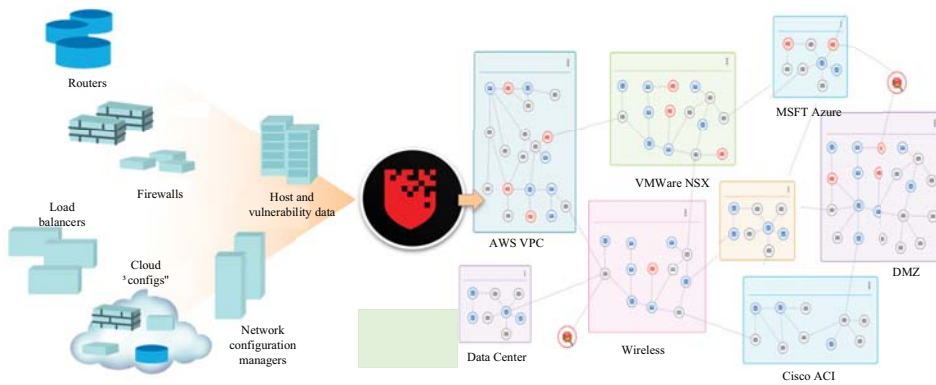 Routers
Firewalls
Load
balancers
Host and
vulnerability data
Cloud
³configs"
Network
configuration
managers
AWS VPC
VMWare NSX
MSFT Azure
DMZ
Data Center
Wireless
Cisco ACI